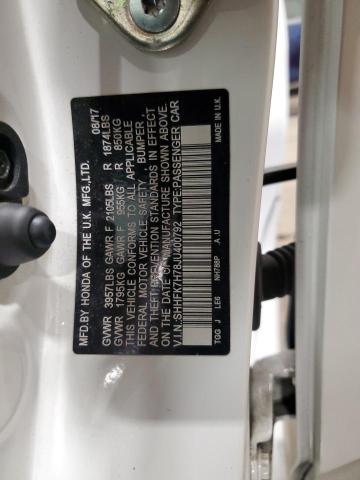 MFD.BY HONDA OF THE U.K. MFG.,LTD. 08/17
GVWR 3957LBS GAWR F 2105LBS R 1874LBS
GVWR 1795KG GAWR F 955KG R 850KG
THIS VEHICLE CONFORMS TO ALL APPLICABLE
FEDERAL MOTOR VEHICLE SAFETY , BUMPER ,
AND THEFT PREVENTION STANDARDS IN EFFECT
ON THE DATE OF MANUFACTURE SHOWN ABOVE.
V.I.N.:SHHFK7H78JU400792 TYPE:PASSENGER CAR
TGG J LE6 NH788P .A.U MADE IN U.K.